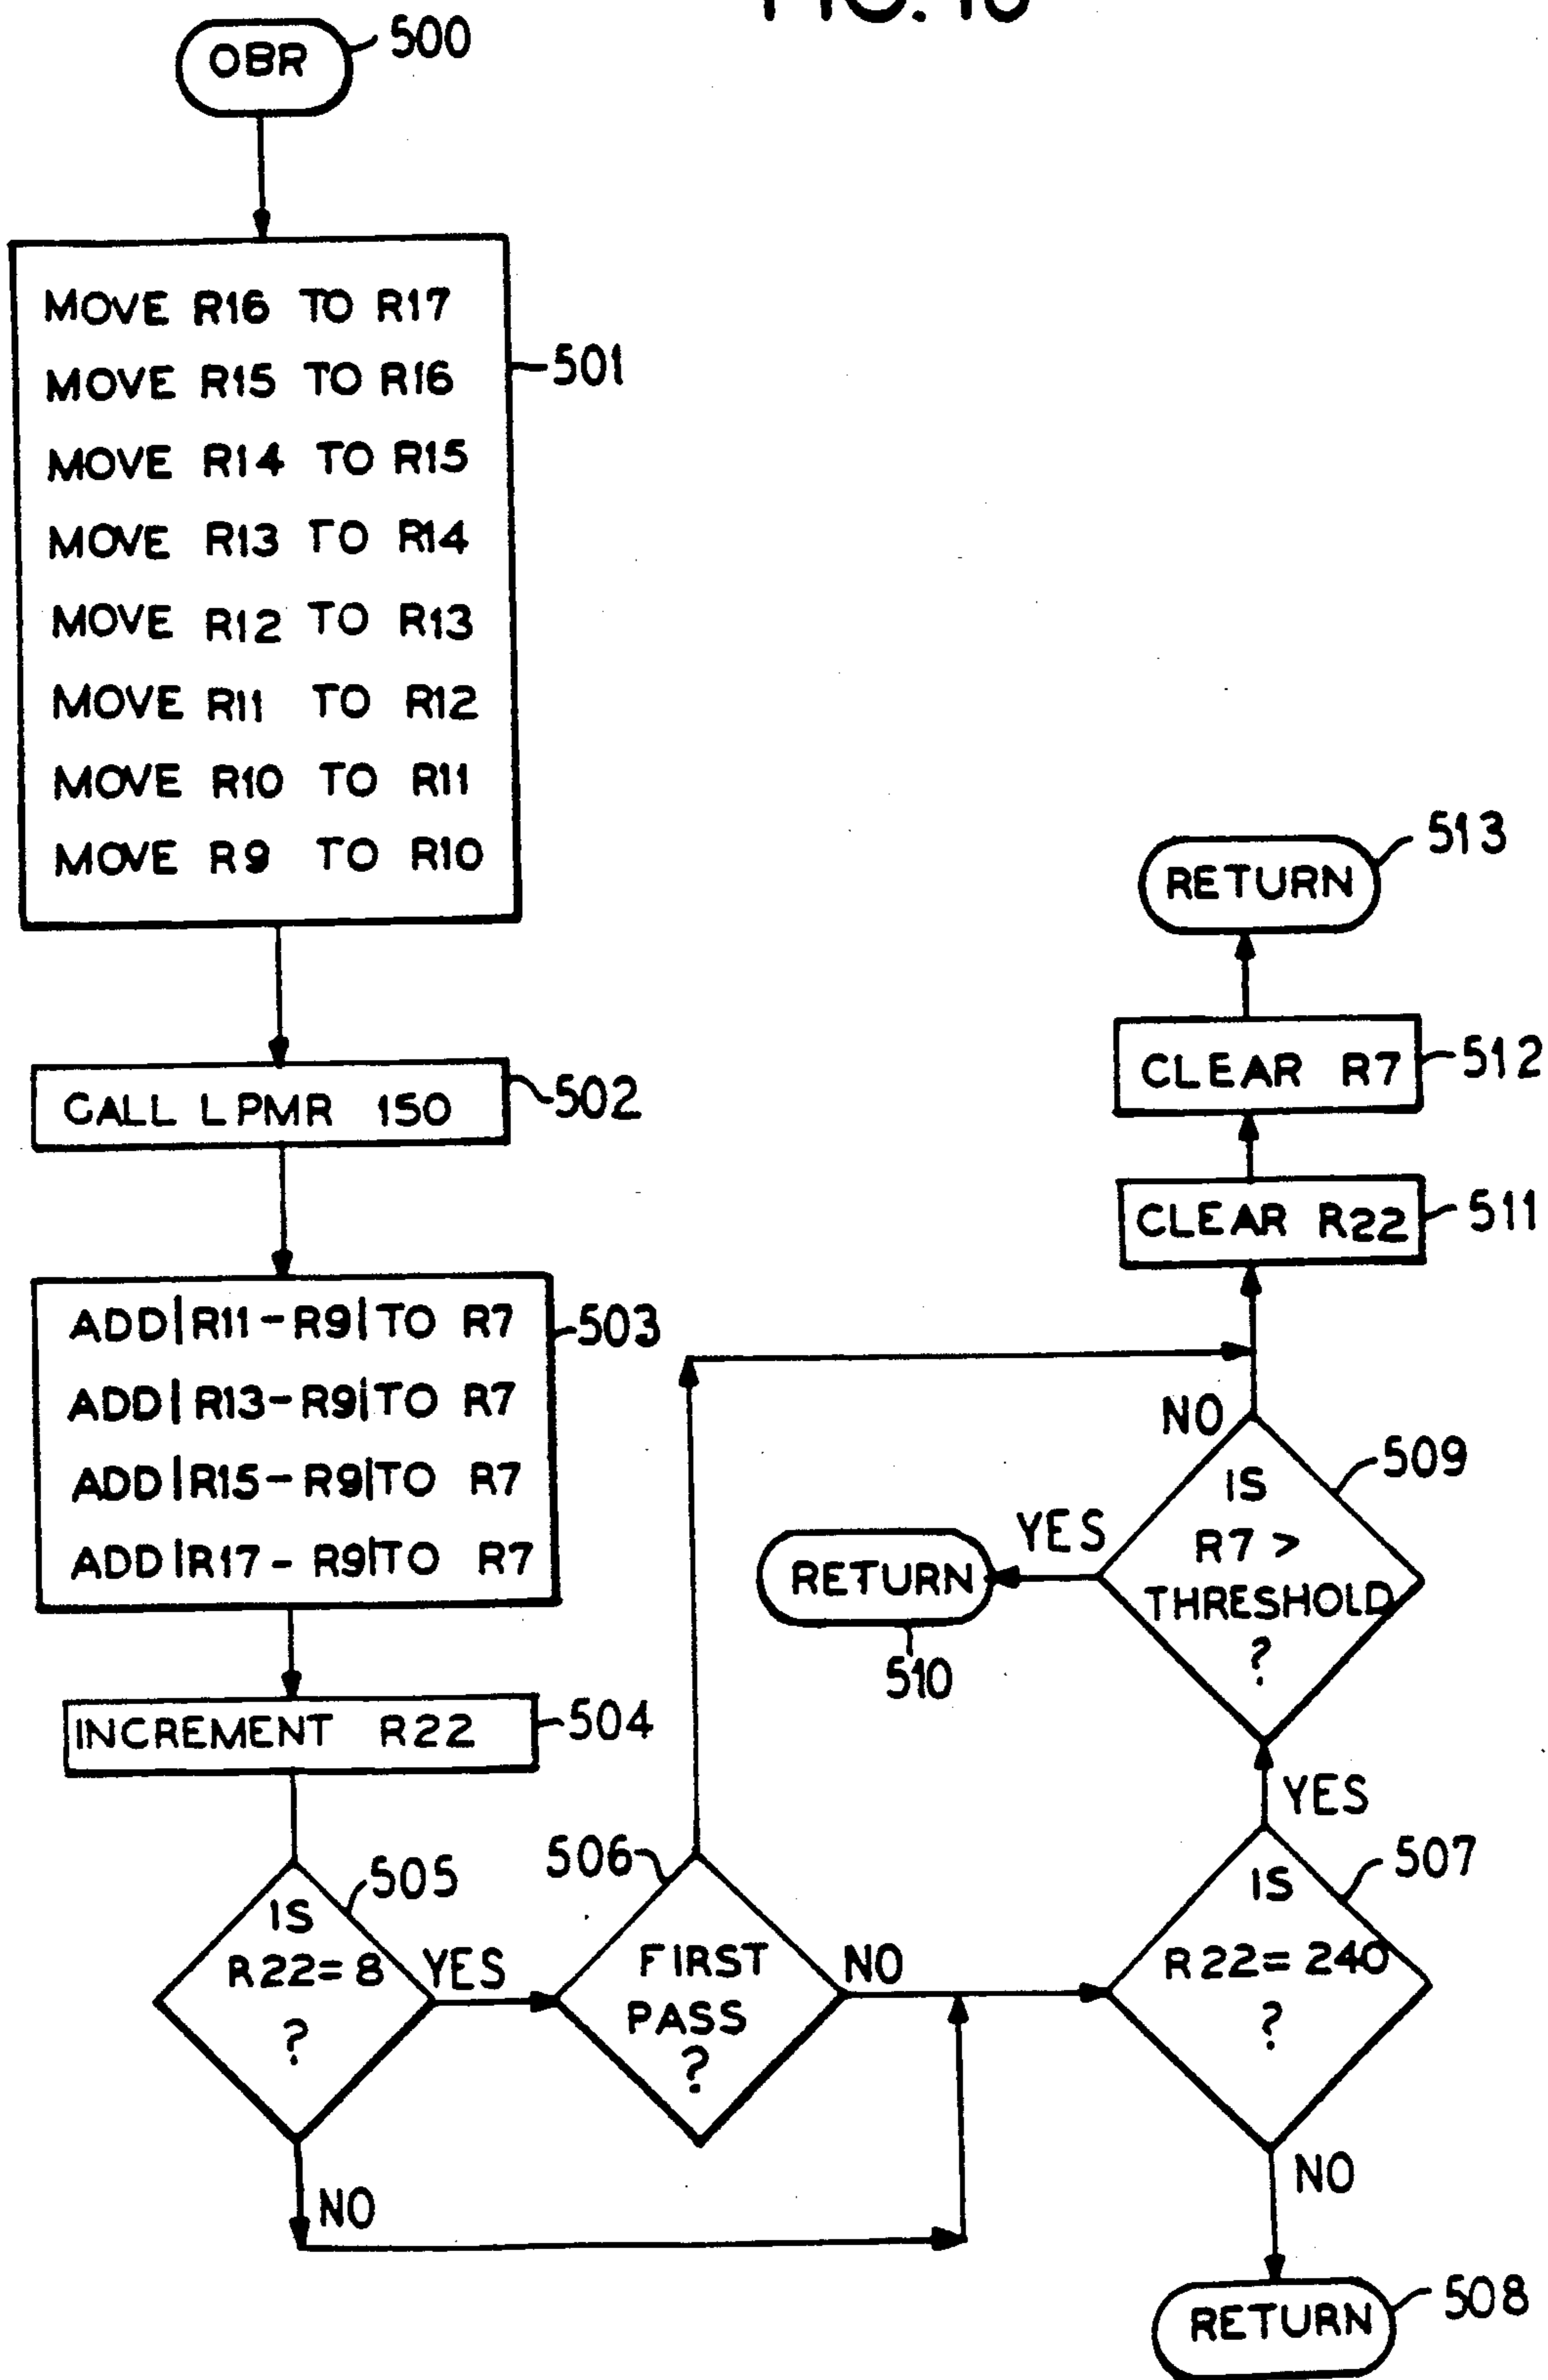 OBR
500
MOVE R16 TO R17
MOVE R15 TO R16
MOVE R14 TO R15
MOVE R13 TO R14
MOVE R12 TO R13
MOVE R11 TO R12
MOVE R10 TO R11
MOVE R9 TO R10
501
CALL LPMR 150
502
ADD|R11-R9|TO R7
ADD|R13-R9|TO R7
ADD|R15-R9|TO R7
ADD|R17-R9|TO R7
503
INCREMENT R22
504
IS
R22=8
?
505
YES
NO
506
FIRST
PASS
?
NO
IS
R22=240
?
507
YES
NO
RETURN
508
IS
R7 >
THRESHOLD
?
509
YES
NO
RETURN
510
CLEAR R22
511
CLEAR R7
512
RETURN
513